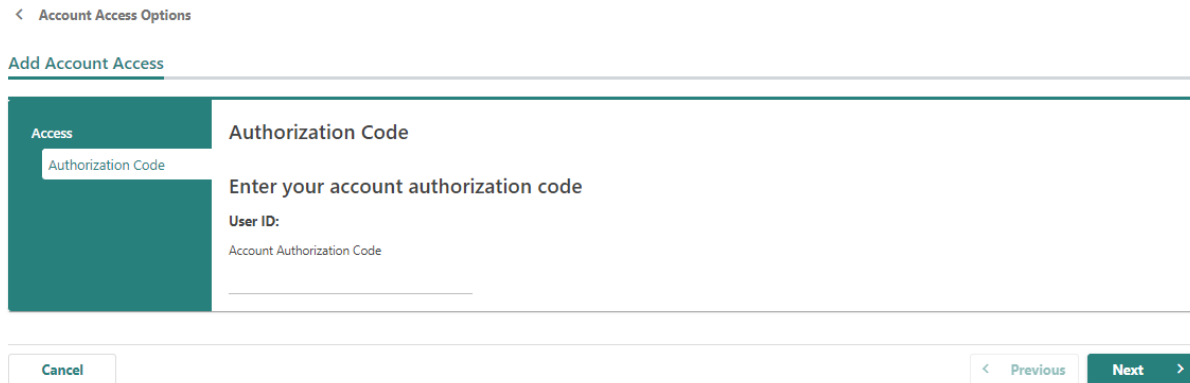 Account Access Options
Add Account Access
Access
Authorization Code
Authorization Code
Enter your account authorization code
User ID:
Account Authorization Code
Cancel
Previous
Next